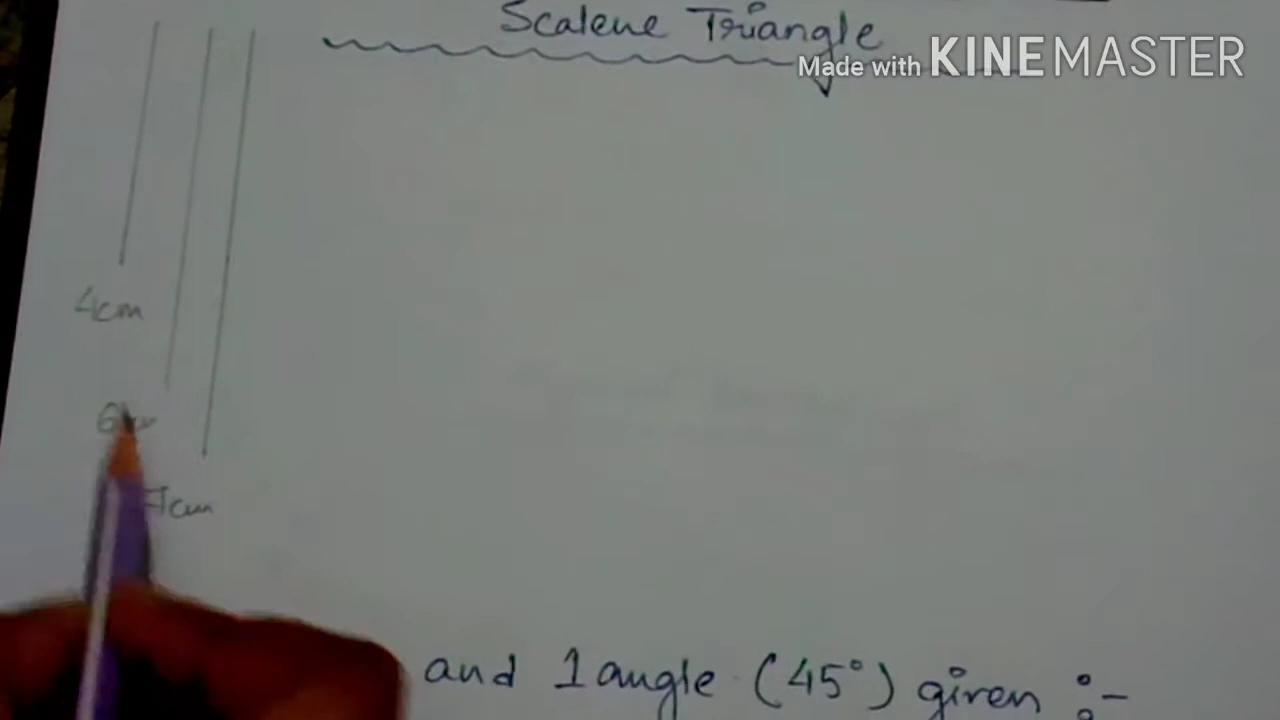 Scalene Triangle
Made with KINEMASTER
4cm
7cm
and 1 angle (45°) given :-